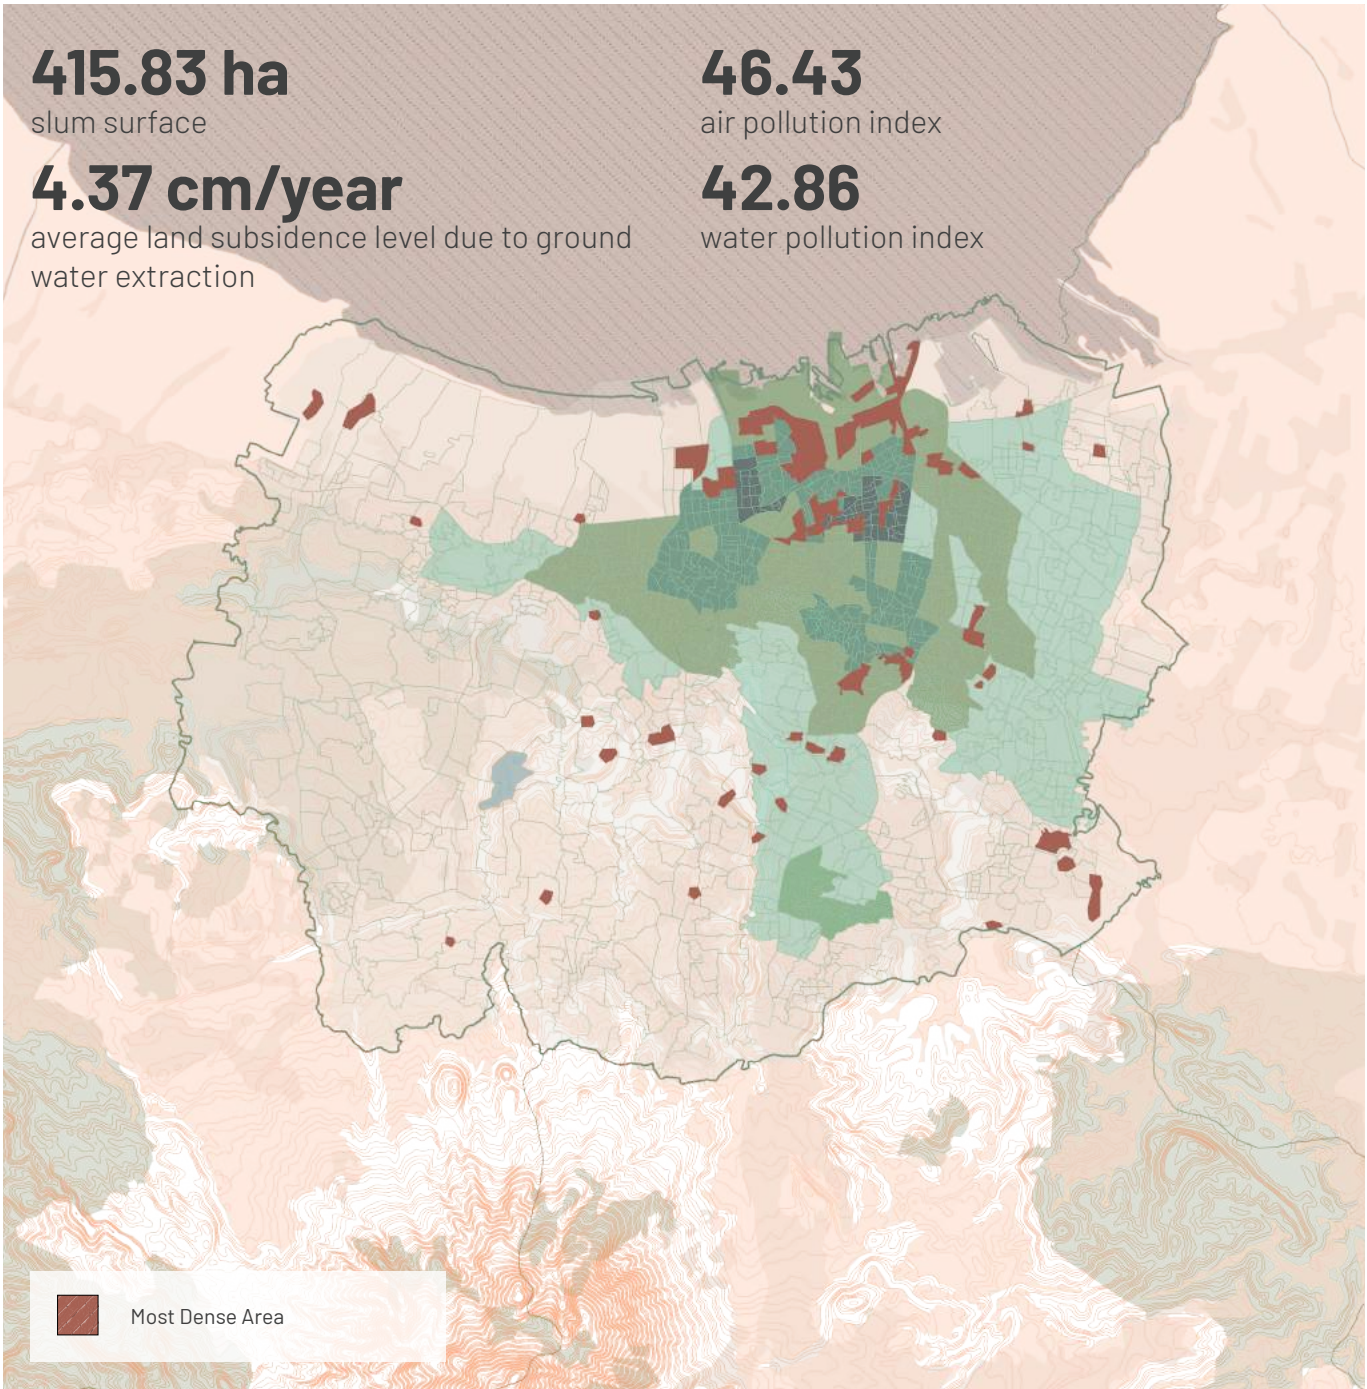 415.83 ha
slum surface
4.37 cm/year
average land subsidence level due to ground
water extraction
46.43
air pollution index
42.86
water pollution index
Most Dense Area